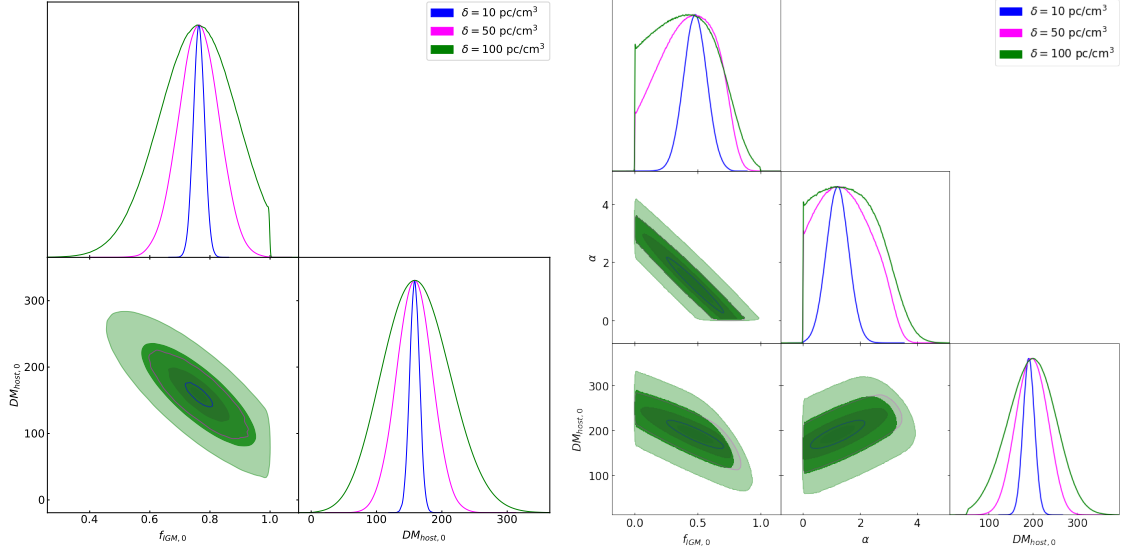 δ = 10 pc/cm³
δ = 50 pc/cm³
δ = 100 pc/cm³
300
200
100
0
DM_host,0
0.4 0.6 0.8 1.0
f_IGM,0
0 100 200 300
DM_host,0
δ = 10 pc/cm³
δ = 50 pc/cm³
δ = 100 pc/cm³
4
2
0
α
300
200
100
DM_host,0
0.0 0.5 1.0
f_IGM,0
0 2 4
α
100 200 300
DM_host,0